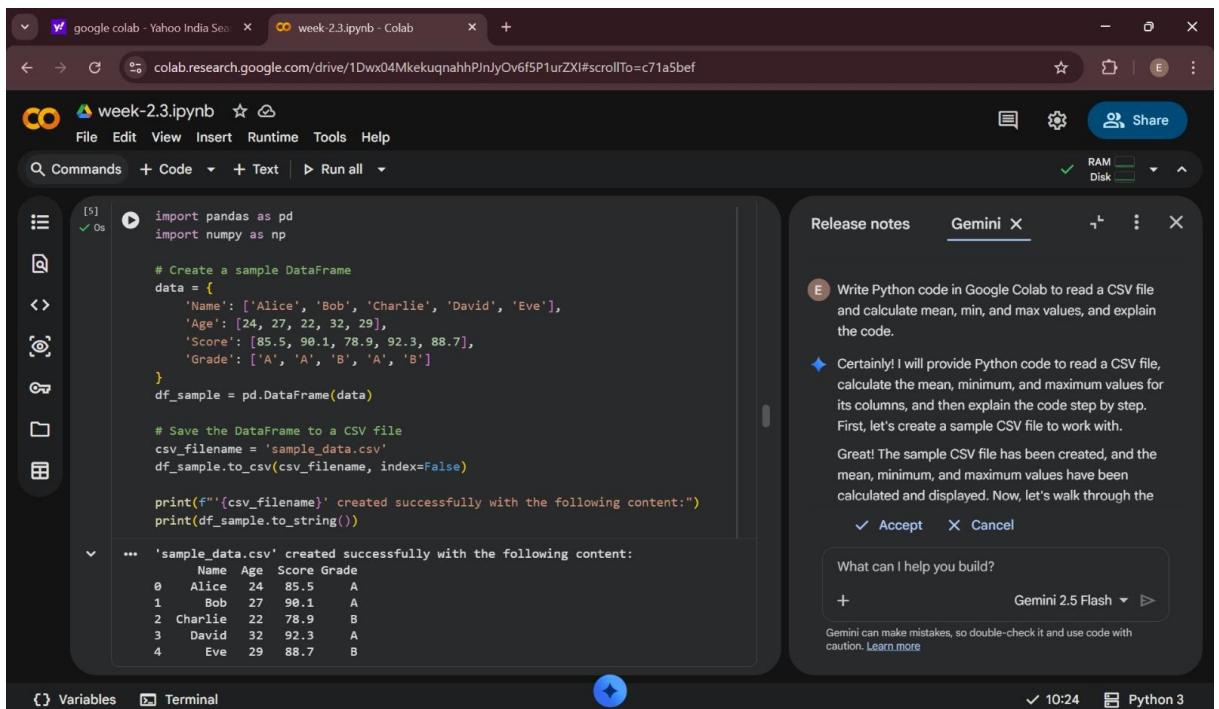 google colab - Yahoo India Sea
week-2.3.ipynb - Colab
colab.research.google.com/drive/1Dwx04MkekuqnahhPJnJyOv6f5P1urZXI#scrollTo=c71a5bef
E
week-2.3.ipynb
File Edit View Insert Runtime Tools Help
Share
Commands + Code + Text Run all
RAM
Disk
[5]
0s
import pandas as pd
import numpy as np
# Create a sample DataFrame
data = {
'Name': ['Alice', 'Bob', 'Charlie', 'David', 'Eve'],
'Age': [24, 27, 22, 32, 29],
'Score': [85.5, 90.1, 78.9, 92.3, 88.7],
'Grade': ['A', 'A', 'B', 'A', 'B']
}
df_sample = pd.DataFrame(data)
# Save the DataFrame to a CSV file
csv_filename = 'sample_data.csv'
df_sample.to_csv(csv_filename, index=False)
print(f"'{csv_filename}' created successfully with the following content:")
print(df_sample.to_string())
'sample_data.csv' created successfully with the following content:
Name Age Score Grade
0 Alice 24 85.5 A
1 Bob 27 90.1 A
2 Charlie 22 78.9 B
3 David 32 92.3 A
4 Eve 29 88.7 B
Release notes Gemini
E
Write Python code in Google Colab to read a CSV file
and calculate mean, min, and max values, and explain
the code.
Certainly! I will provide Python code to read a CSV file,
calculate the mean, minimum, and maximum values for
its columns, and then explain the code step by step.
First, let's create a sample CSV file to work with.
Great! The sample CSV file has been created, and the
mean, minimum, and maximum values have been
calculated and displayed. Now, let's walk through the
Accept Cancel
What can I help you build?
Gemini 2.5 Flash
Gemini can make mistakes, so double-check it and use code with
caution. Learn more
{} Variables Terminal
10:24 Python 3